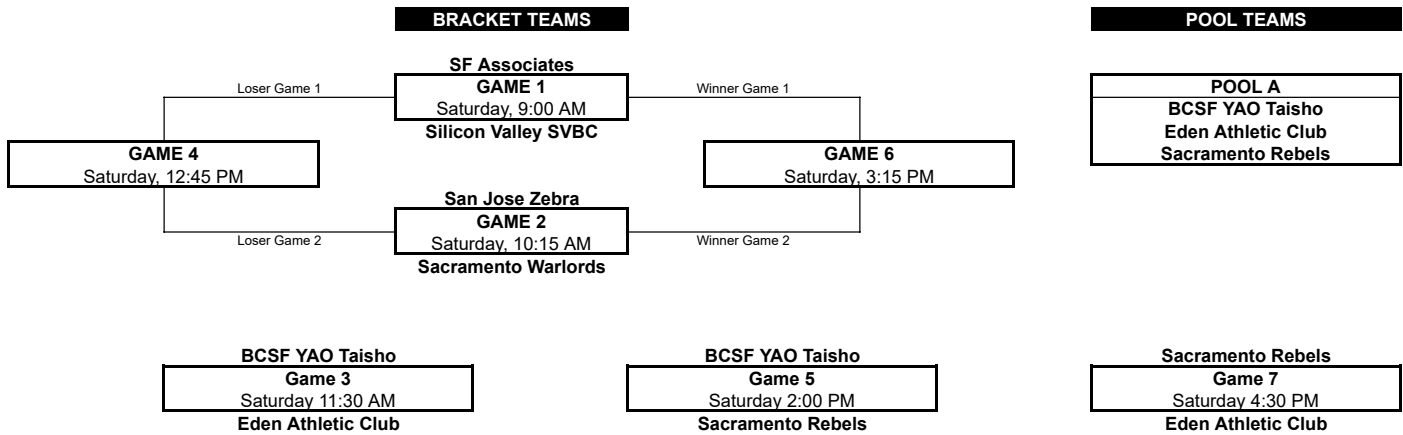 BRACKET TEAMS
POOL TEAMS
SF Associates
Loser Game 1
GAME 1
Winner Game 1
Saturday, 9:00 AM
Silicon Valley SVBC
POOL A
BCSF YAO Taisho
Eden Athletic Club
Sacramento Rebels
GAME 4
Saturday, 12:45 PM
GAME 6
Saturday, 3:15 PM
San Jose Zebra
GAME 2
Loser Game 2
Saturday, 10:15 AM
Winner Game 2
Sacramento Warlords
BCSF YAO Taisho
Game 3
Saturday 11:30 AM
Eden Athletic Club
BCSF YAO Taisho
Game 5
Saturday 2:00 PM
Sacramento Rebels
Sacramento Rebels
Game 7
Saturday 4:30 PM
Eden Athletic Club